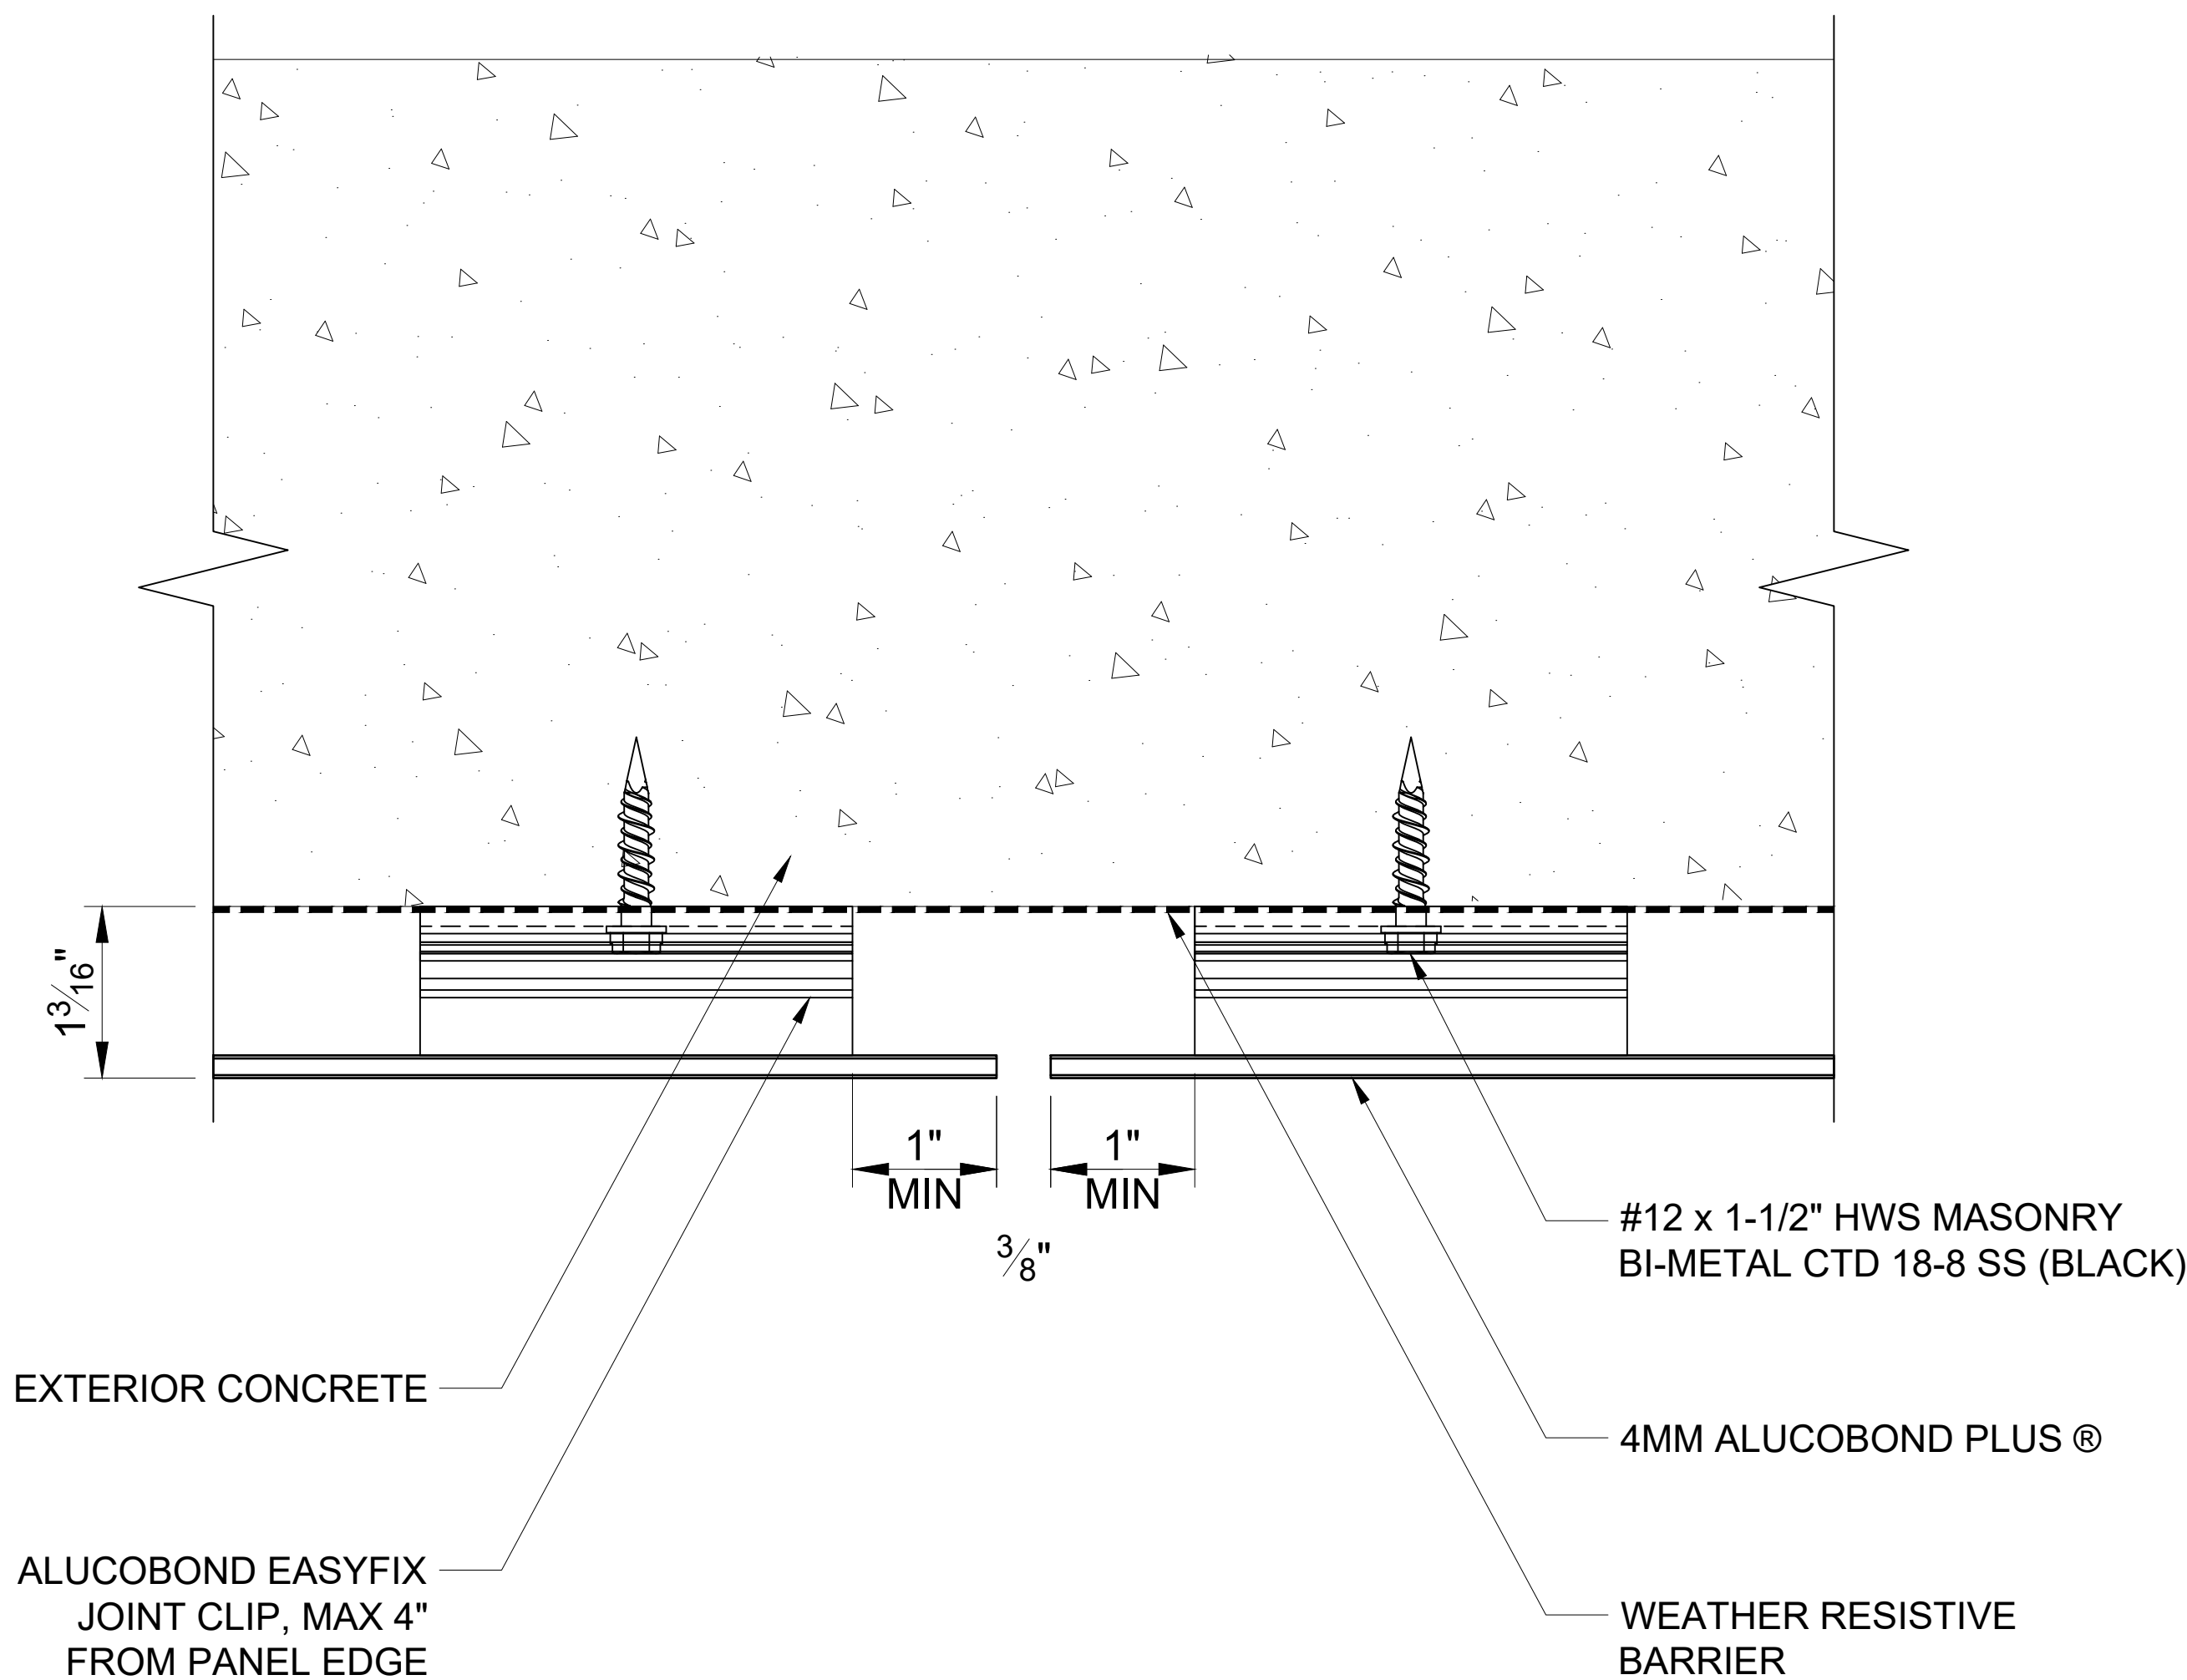 1 3/16"
1"
MIN
1"
MIN
3/8"
#12 x 1-1/2" HWS MASONRY
BI-METAL CTD 18-8 SS (BLACK)
EXTERIOR CONCRETE
4MM ALUCOBOND PLUS ®
ALUCOBOND EASYFIX
JOINT CLIP, MAX 4"
FROM PANEL EDGE
WEATHER RESISTIVE
BARRIER